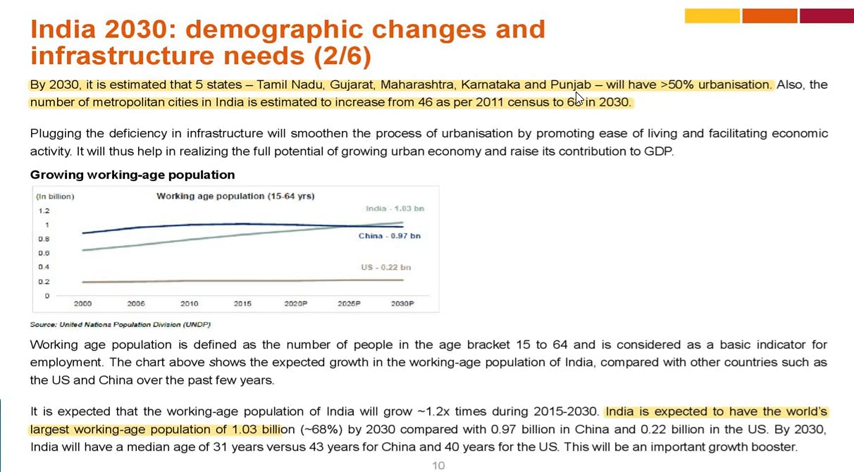 India 2030: demographic changes and
infrastructure needs (2/6)
By 2030, it is estimated that 5 states – Tamil Nadu, Gujarat, Maharashtra, Karnataka and Punjab – will have >50% urbanisation. Also, the
number of metropolitan cities in India is estimated to increase from 46 as per 2011 census to in 2030.
Plugging the deficiency in infrastructure will smoothen the process of urbanisation by promoting ease of living and facilitating economic
activity. It will thus help in realizing the full potential of growing urban economy and raise its contribution to GDP.
Growing working-age population
(In billion) Working age population (15-64 yrs)
India - 1.03 bn
China - 0.97 bn
US - 0.22 bn
1.2
1
0.8
0.6
0.4
0.2
0
2000 2005 2010 2015 2020P 2025P 2030P
Source: United Nations Population Division (UNDP)
Working age population is defined as the number of people in the age bracket 15 to 64 and is considered as a basic indicator for
employment. The chart above shows the expected growth in the working-age population of India, compared with other countries such as
the US and China over the past few years.
It is expected that the working-age population of India will grow ~1.2x times during 2015-2030. India is expected to have the world's
largest working-age population of 1.03 billion (~68%) by 2030 compared with 0.97 billion in China and 0.22 billion in the US. By 2030,
India will have a median age of 31 years versus 43 years for China and 40 years for the US. This will be an important growth booster.
10